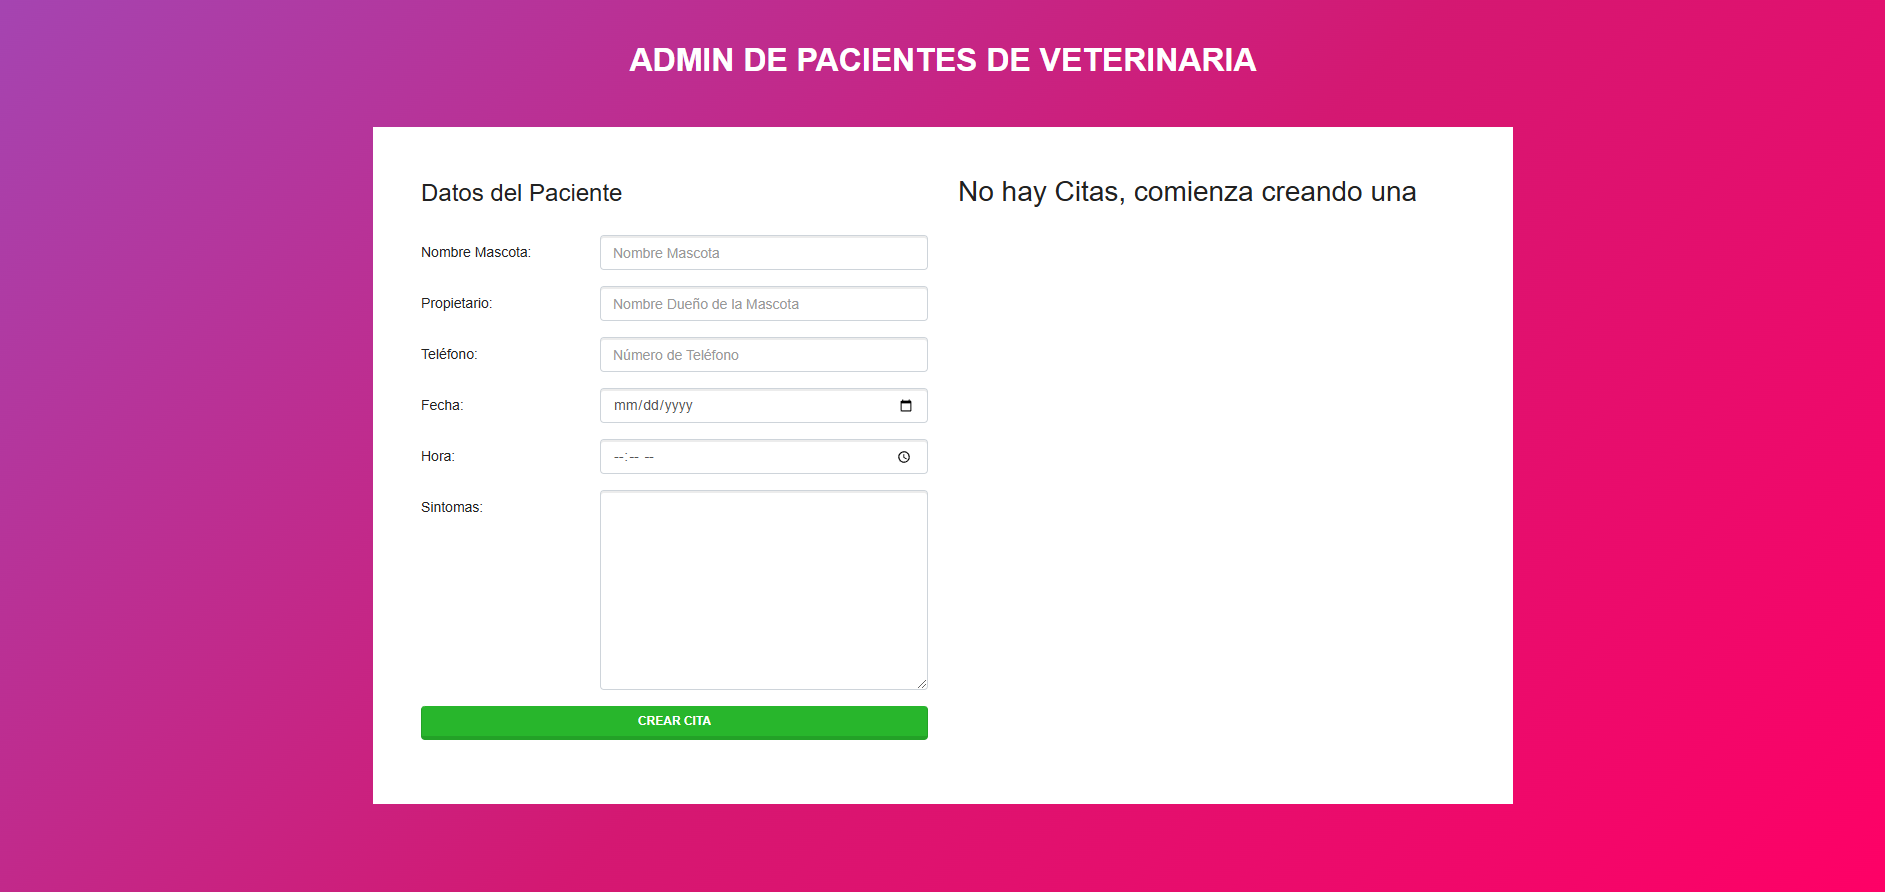 ADMIN DE PACIENTES DE VETERINARIA
Datos del Paciente
Nombre Mascota:
Nombre Mascota
Propietario:
Nombre Dueño de la Mascota
Teléfono:
Número de Teléfono
Fecha:
mm/dd/yyyy
Hora:
--:-- --
Sintomas:
CREAR CITA
No hay Citas, comienza creando una